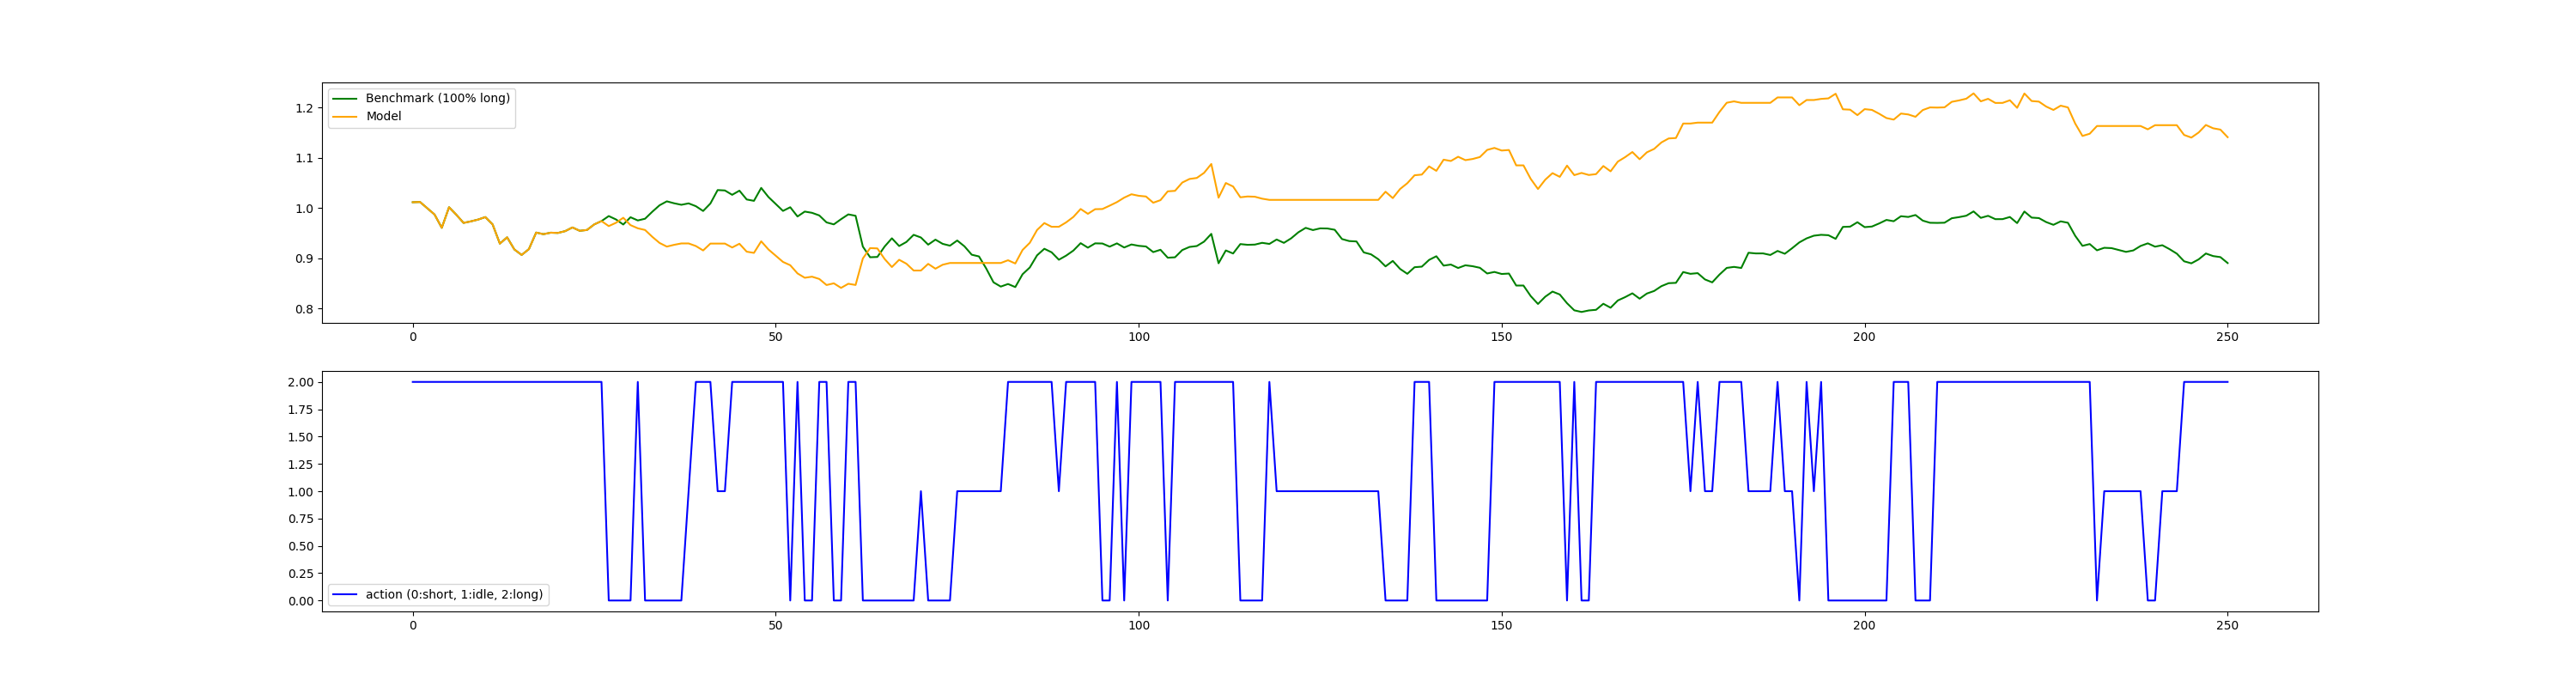 Benchmark (100% long)
Model
1.2
1.1
1.0
0.9
0.8
0 50 100 150 200 250
2.00
1.75
1.50
1.25
1.00
0.75
0.50
0.25
0.00
action (0:short, 1:idle, 2:long)
0 50 100 150 200 250